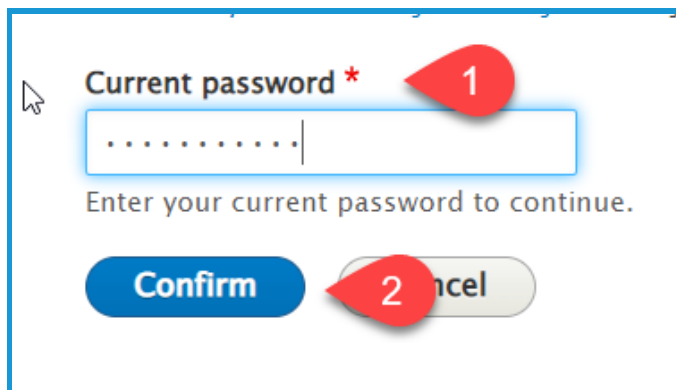 Current password * 1
...........
Enter your current password to continue.
Confirm 2 ncel